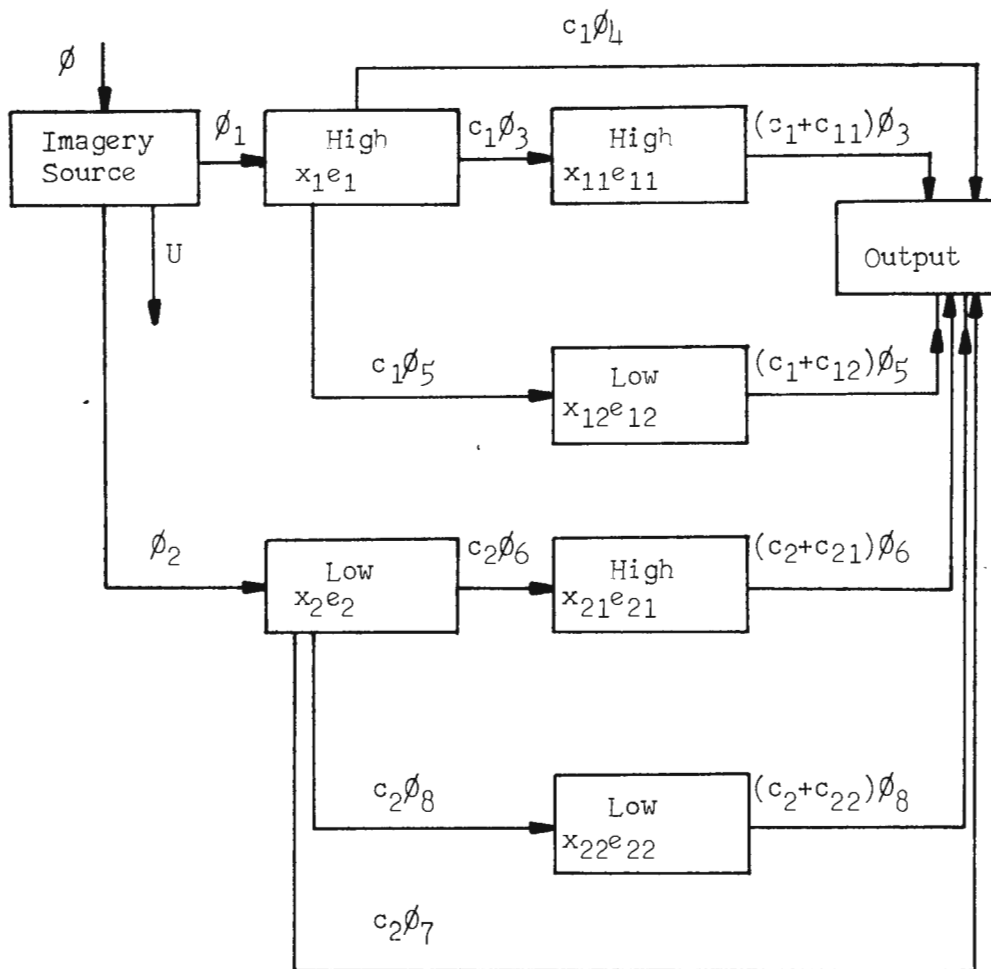 c₁ø₄
ø
Imagery
Source
ø₁
High
x₁e₁
c₁ø₃
High
x₁₁e₁₁
(c₁+c₁₁)ø₃
U
Output
c₁ø₅
Low
x₁₂e₁₂
(c₁+c₁₂)ø₅
ø₂
Low
x₂e₂
c₂ø₆
High
x₂₁e₂₁
(c₂+c₂₁)ø₆
c₂ø₈
Low
x₂₂e₂₂
(c₂+c₂₂)ø₈
c₂ø₇